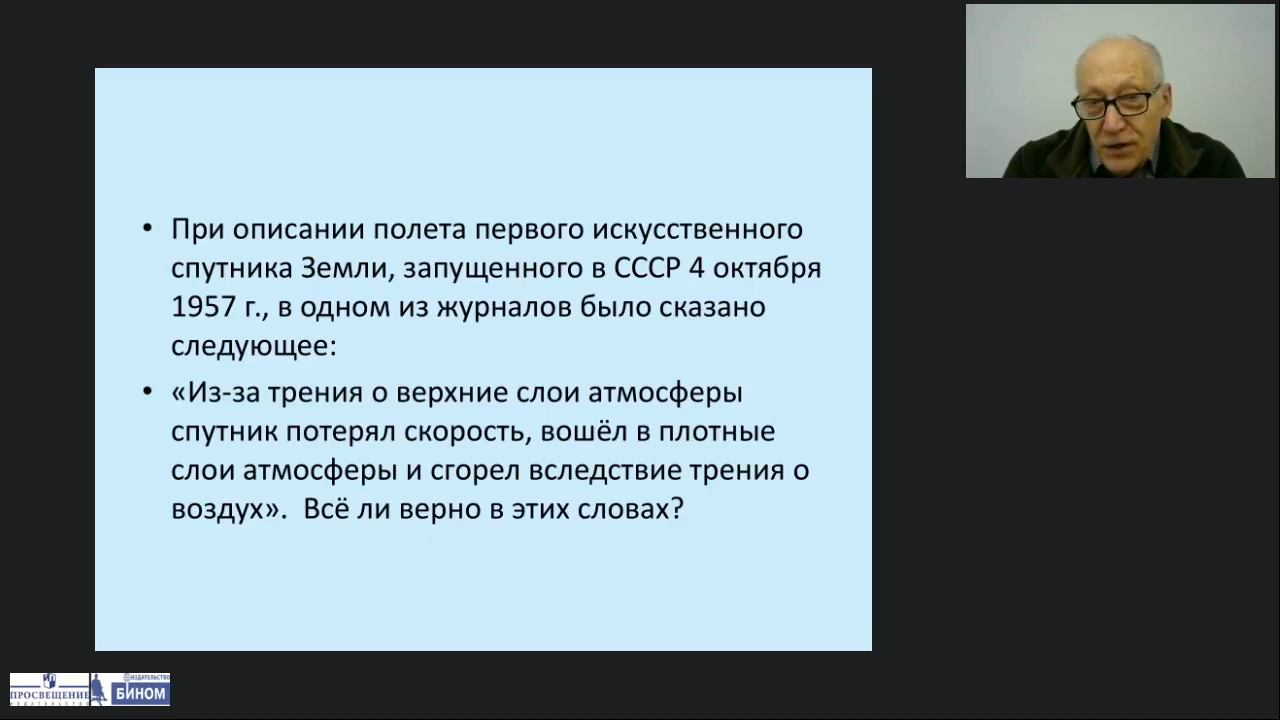 • При описании полета первого искусственного
спутника Земли, запущенного в СССР 4 октября
1957 г., в одном из журналов было сказано
следующее:
• «Из-за трения о верхние слои атмосферы
спутник потерял скорость, вошёл в плотные
слои атмосферы и сгорел вследствие трения о
воздух».  Всё ли верно в этих словах?
ПРОСВЕЩЕНИЕ
ИЗДАТЕЛЬСТВО
ИЗДАТЕЛЬСТВО
БИНОМ